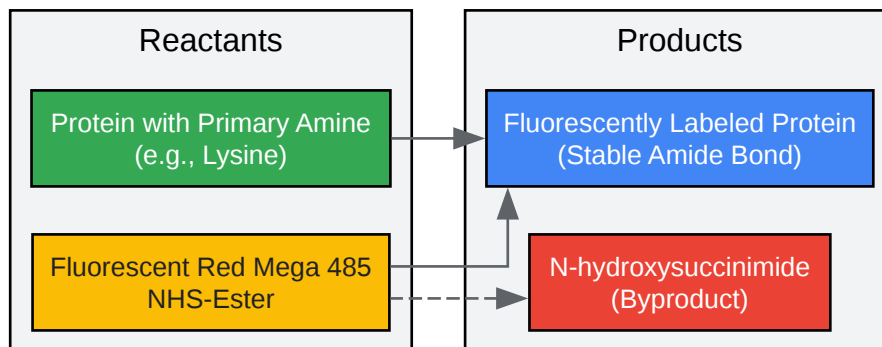 Reactants
Protein with Primary Amine
(e.g., Lysine)
Fluorescent Red Mega 485
NHS-Ester
Products
Fluorescently Labeled Protein
(Stable Amide Bond)
N-hydroxysuccinimide
(Byproduct)